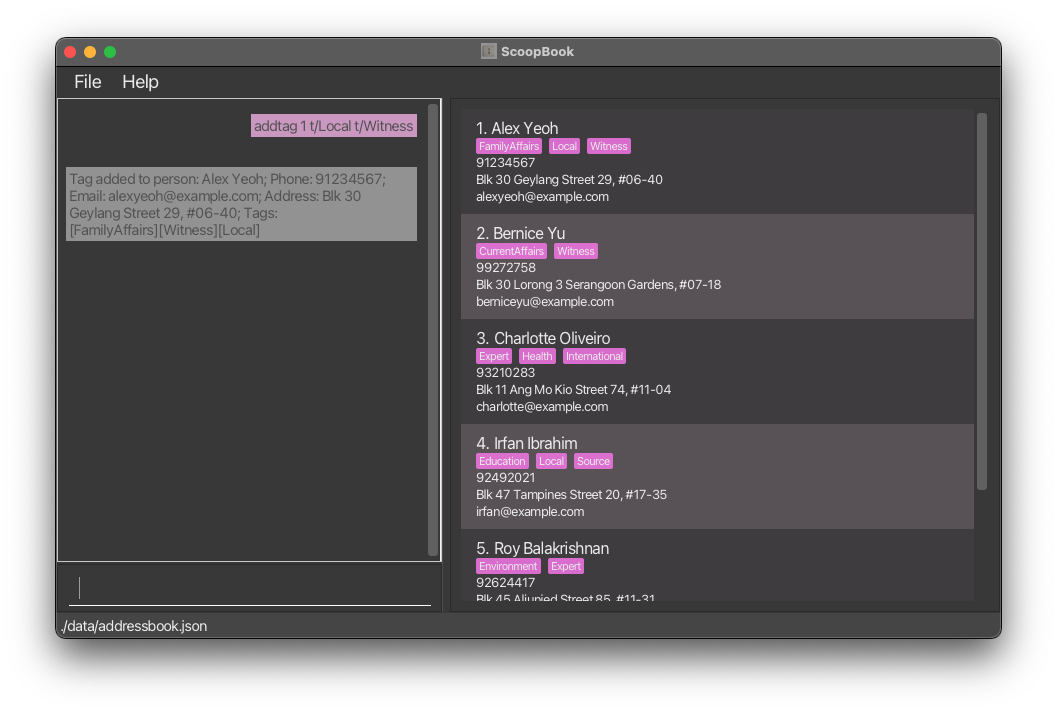 ScoopBook
File Help
addtag 1 t/Local t/Witness
Tag added to person: Alex Yeoh; Phone: 91234567;
Email: alexyeoh@example.com; Address: Blk 30
Geylang Street 29, #06-40; Tags:
[FamilyAffairs][Witness][Local]
1. Alex Yeoh
FamilyAffairs Local Witness
91234567
Blk 30 Geylang Street 29, #06-40
alexyeoh@example.com
2. Bernice Yu
CurrentAffairs Witness
99272758
Blk 30 Lorong 3 Serangoon Gardens, #07-18
berniceyu@example.com
3. Charlotte Oliveiro
Expert Health International
93210283
Blk 11 Ang Mo Kio Street 74, #11-04
charlotte@example.com
4. Irfan Ibrahim
Education Local Source
92492021
Blk 47 Tampines Street 20, #17-35
irfan@example.com
5. Roy Balakrishnan
Environment Expert
92624417
Blk 45 Aljunied Street 85, #11-31
./data/addressbook.json